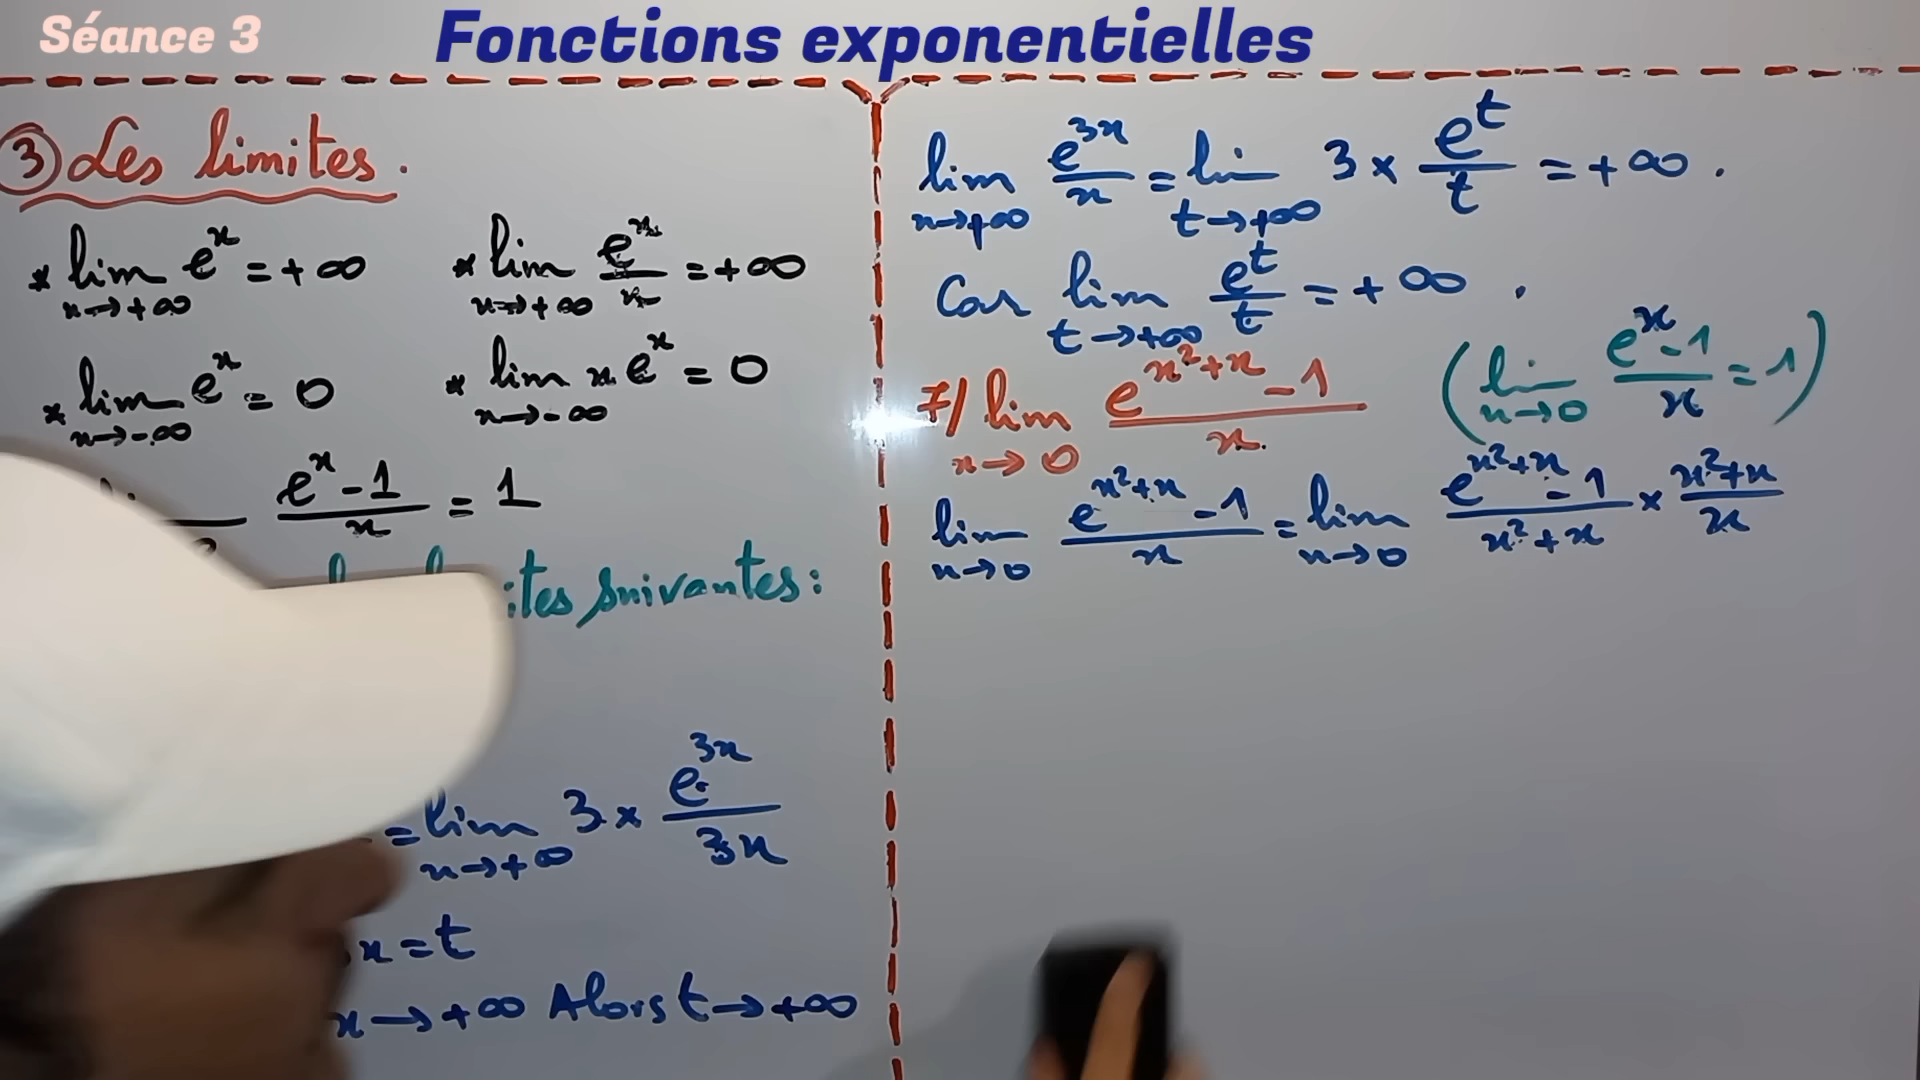 Séance 3
Fonctions exponentielles
③ Les limites.
* lim e^x = +∞
x→+∞
* lim e^x/x = +∞
x→+∞
* lim e^x = 0
x→-∞
* lim x e^x = 0
x→-∞
(e^x - 1)/x = 1
ites suivantes:
= lim 3 × e^3x/3x
x→+∞
x = t
x → +∞ Alors t → +∞
lim e^3x/x = lim 3 × e^t/t = +∞ .
x→+∞ t→+∞
Car lim e^t/t = +∞ .
t→+∞
7/ lim (e^(x²+x) - 1)/x
x→0
( lim (e^x - 1)/x = 1 )
x→0
lim (e^(x²+x) - 1)/x = lim (e^(x²+x) - 1)/(x²+x) × (x²+x)/x
x→0 x→0